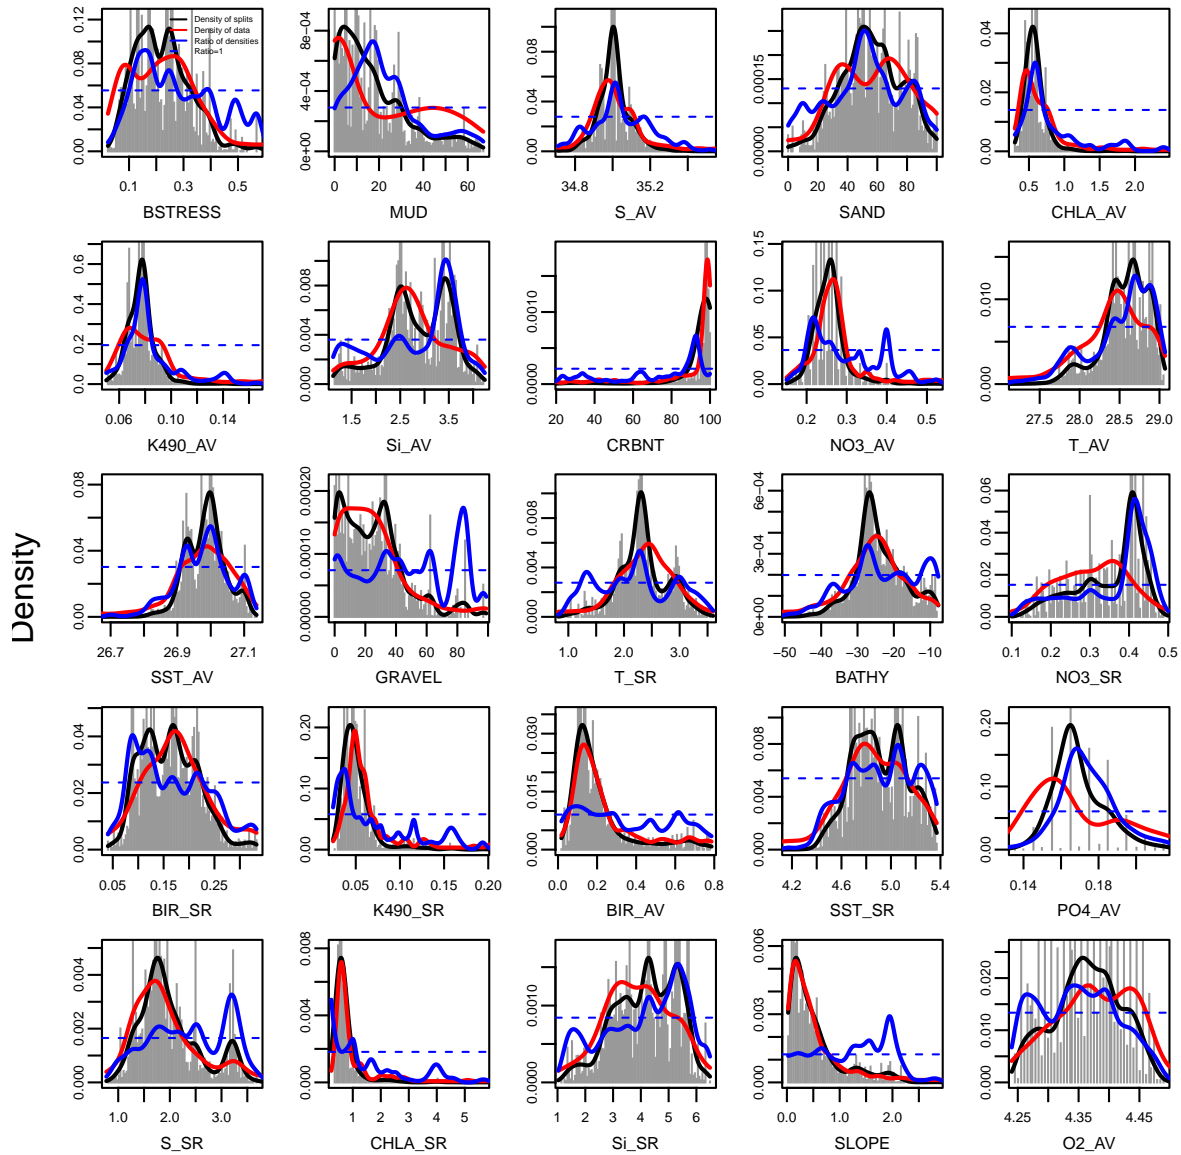 Density
Density of splits
Density of data
Ratio of densities
Ratio=1
0.00 0.04 0.08 0.12
0.1 0.3 0.5
BSTRESS
0e+00 4e-04 8e-04
0 20 40 60
MUD
0.00 0.04 0.08
34.8 35.2
S_AV
0.00000 0.00015
0 20 40 60 80
SAND
0.00 0.02 0.04
0.5 1.0 1.5 2.0
CHLA_AV
0.0 0.2 0.4 0.6
0.06 0.10 0.14
K490_AV
0.000 0.004 0.008
1.5 2.5 3.5
Si_AV
0.0000 0.0010
20 40 60 80 100
CRBNT
0.00 0.05 0.10 0.15
0.2 0.3 0.4 0.5
NO3_AV
0.000 0.010
27.5 28.0 28.5 29.0
T_AV
0.00 0.04 0.08
26.7 26.9 27.1
SST_AV
0.00000 0.00010 0.00020
0 20 40 60 80
GRAVEL
0.000 0.004 0.008
1.0 2.0 3.0
T_SR
0e+00 3e-04 6e-04
−50 −40 −30 −20 −10
BATHY
0.00 0.02 0.04 0.06
0.1 0.2 0.3 0.4 0.5
NO3_SR
0.00 0.02 0.04
0.05 0.15 0.25
BIR_SR
0.00 0.10 0.20
0.05 0.10 0.15 0.20
K490_SR
0.000 0.015 0.030
0.0 0.2 0.4 0.6 0.8
BIR_AV
0.000 0.004 0.008
4.2 4.6 5.0 5.4
SST_SR
0.00 0.10 0.20
0.14 0.18
PO4_AV
0.000 0.002 0.004
1.0 2.0 3.0
S_SR
0.000 0.004 0.008
1 2 3 4 5
CHLA_SR
0.0000 0.0010
1 2 3 4 5 6
Si_SR
0.000 0.003 0.006
0.0 1.0 2.0
SLOPE
0.000 0.010 0.020
4.25 4.35 4.45
O2_AV